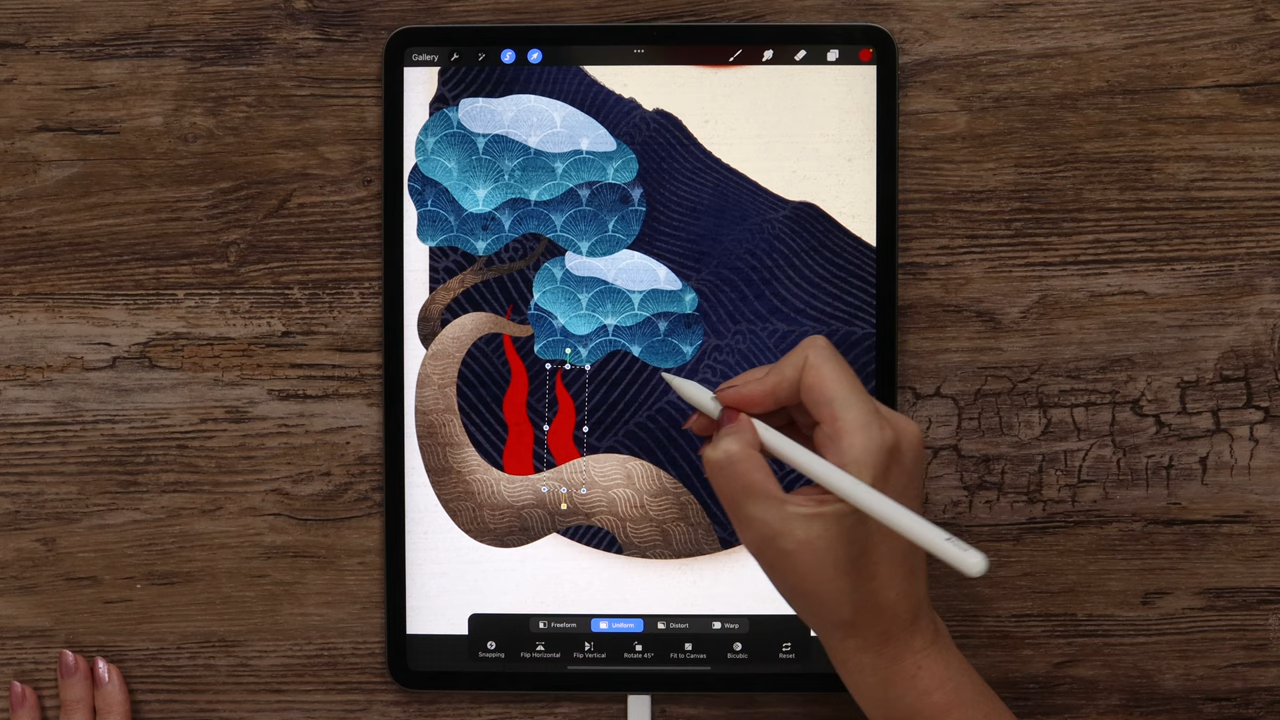 Gallery
Freeform Uniform Distort Warp
Snapping Flip Horizontal Flip Vertical Rotate 45° Fit to Canvas Bicubic Reset